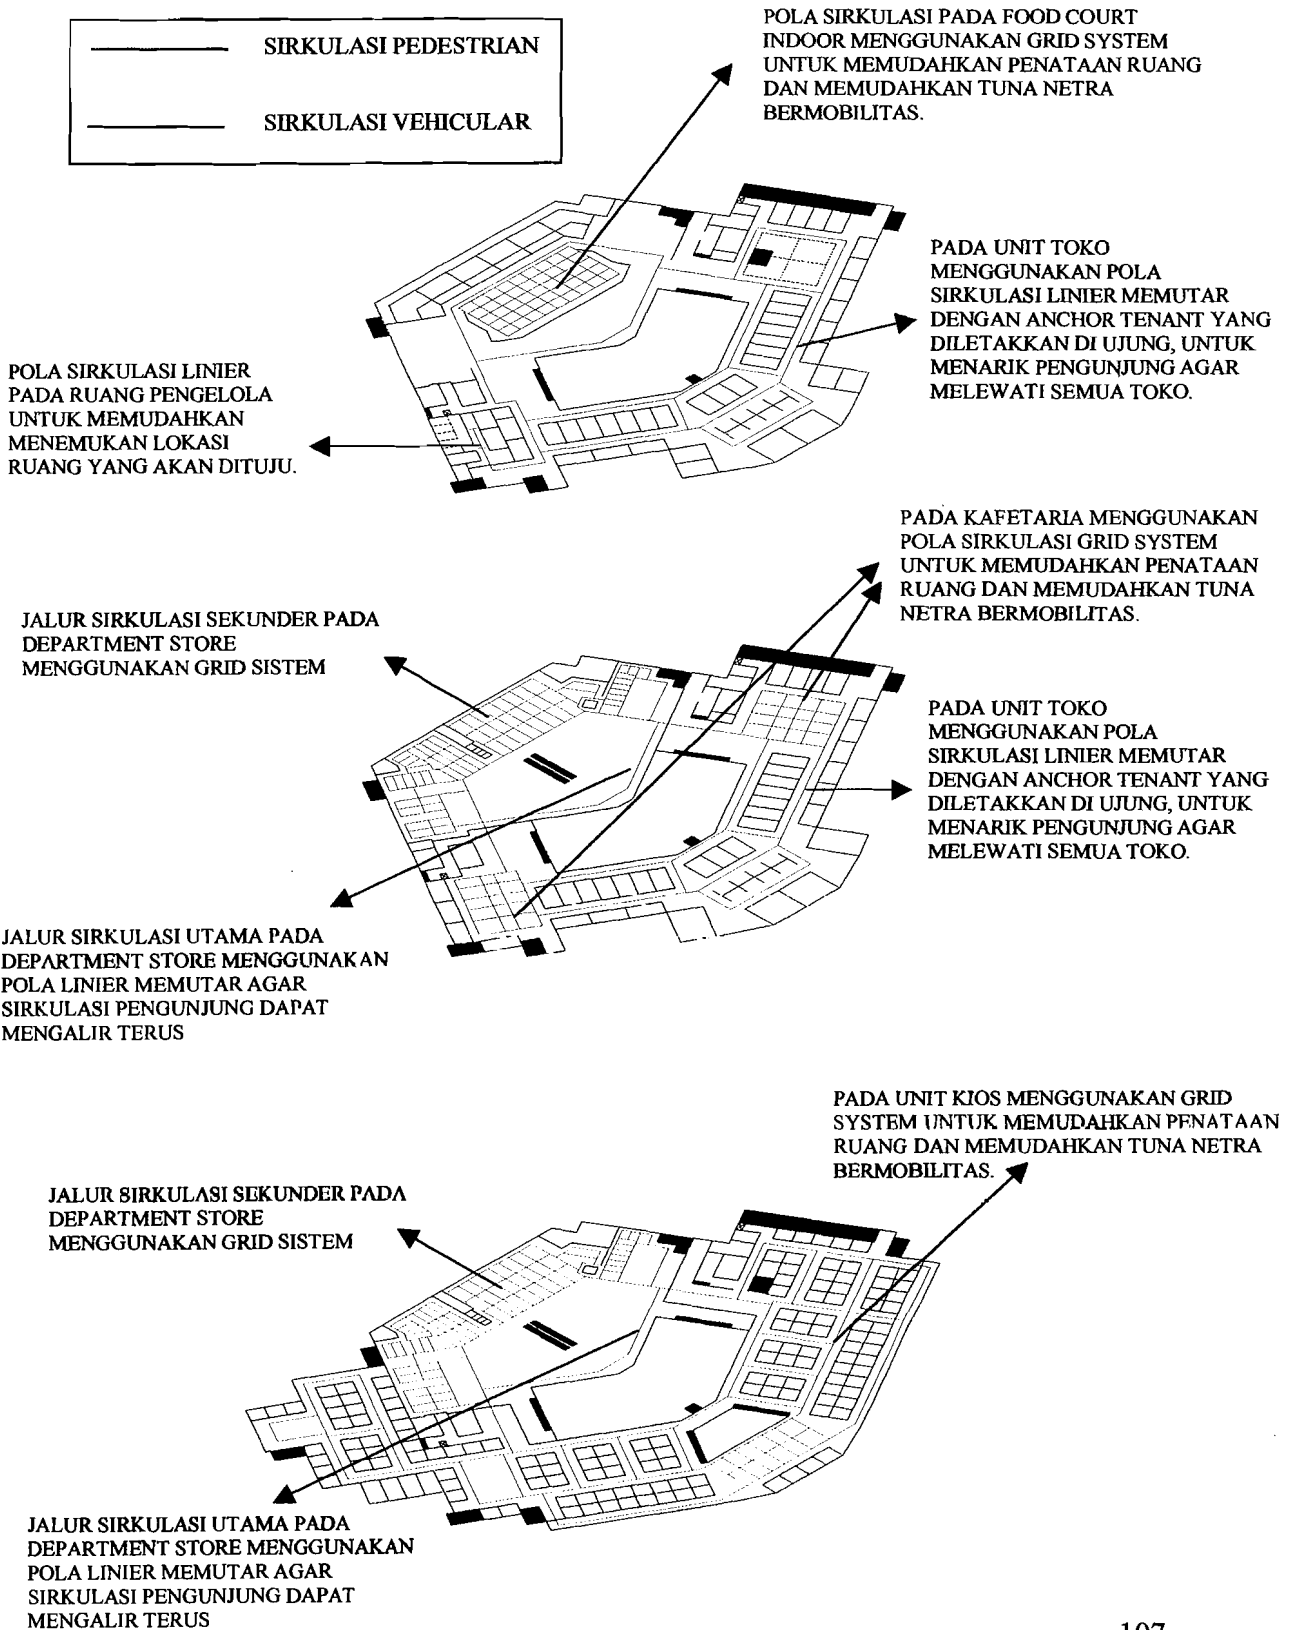 SIRKULASI PEDESTRIAN
SIRKULASI VEHICULAR
POLA SIRKULASI PADA FOOD COURT
INDOOR MENGGUNAKAN GRID SYSTEM
UNTUK MEMUDAHKAN PENATAAN RUANG
DAN MEMUDAHKAN TUNA NETRA
BERMOBILITAS.
PADA UNIT TOKO
MENGGUNAKAN POLA
SIRKULASI LINIER MEMUTAR
DENGAN ANCHOR TENANT YANG
DILETAKKAN DI UJUNG, UNTUK
MENARIK PENGUNJUNG AGAR
MELEWATI SEMUA TOKO.
POLA SIRKULASI LINIER
PADA RUANG PENGELOLA
UNTUK MEMUDAHKAN
MENEMUKAN LOKASI
RUANG YANG AKAN DITUJU.
PADA KAFETARIA MENGGUNAKAN
POLA SIRKULASI GRID SYSTEM
UNTUK MEMUDAHKAN PENATAAN
RUANG DAN MEMUDAHKAN TUNA
NETRA BERMOBILITAS.
JALUR SIRKULASI SEKUNDER PADA
DEPARTMENT STORE
MENGGUNAKAN GRID SISTEM
PADA UNIT TOKO
MENGGUNAKAN POLA
SIRKULASI LINIER MEMUTAR
DENGAN ANCHOR TENANT YANG
DILETAKKAN DI UJUNG, UNTUK
MENARIK PENGUNJUNG AGAR
MELEWATI SEMUA TOKO.
JALUR SIRKULASI UTAMA PADA
DEPARTMENT STORE MENGGUNAKAN
POLA LINIER MEMUTAR AGAR
SIRKULASI PENGUNJUNG DAPAT
MENGALIR TERUS
PADA UNIT KIOS MENGGUNAKAN GRID
SYSTEM UNTUK MEMUDAHKAN PENATAAN
RUANG DAN MEMUDAHKAN TUNA NETRA
BERMOBILITAS.
JALUR SIRKULASI SEKUNDER PADA
DEPARTMENT STORE
MENGGUNAKAN GRID SISTEM
JALUR SIRKULASI UTAMA PADA
DEPARTMENT STORE MENGGUNAKAN
POLA LINIER MEMUTAR AGAR
SIRKULASI PENGUNJUNG DAPAT
MENGALIR TERUS